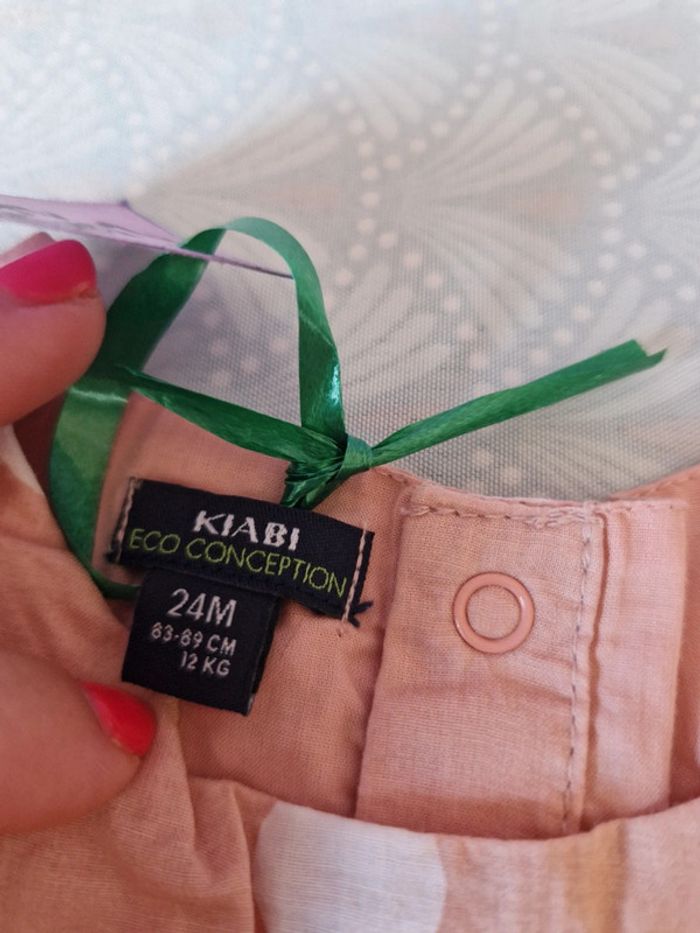 KIABI
ECO CONCEPTION
24M
83-89 CM
12 KG